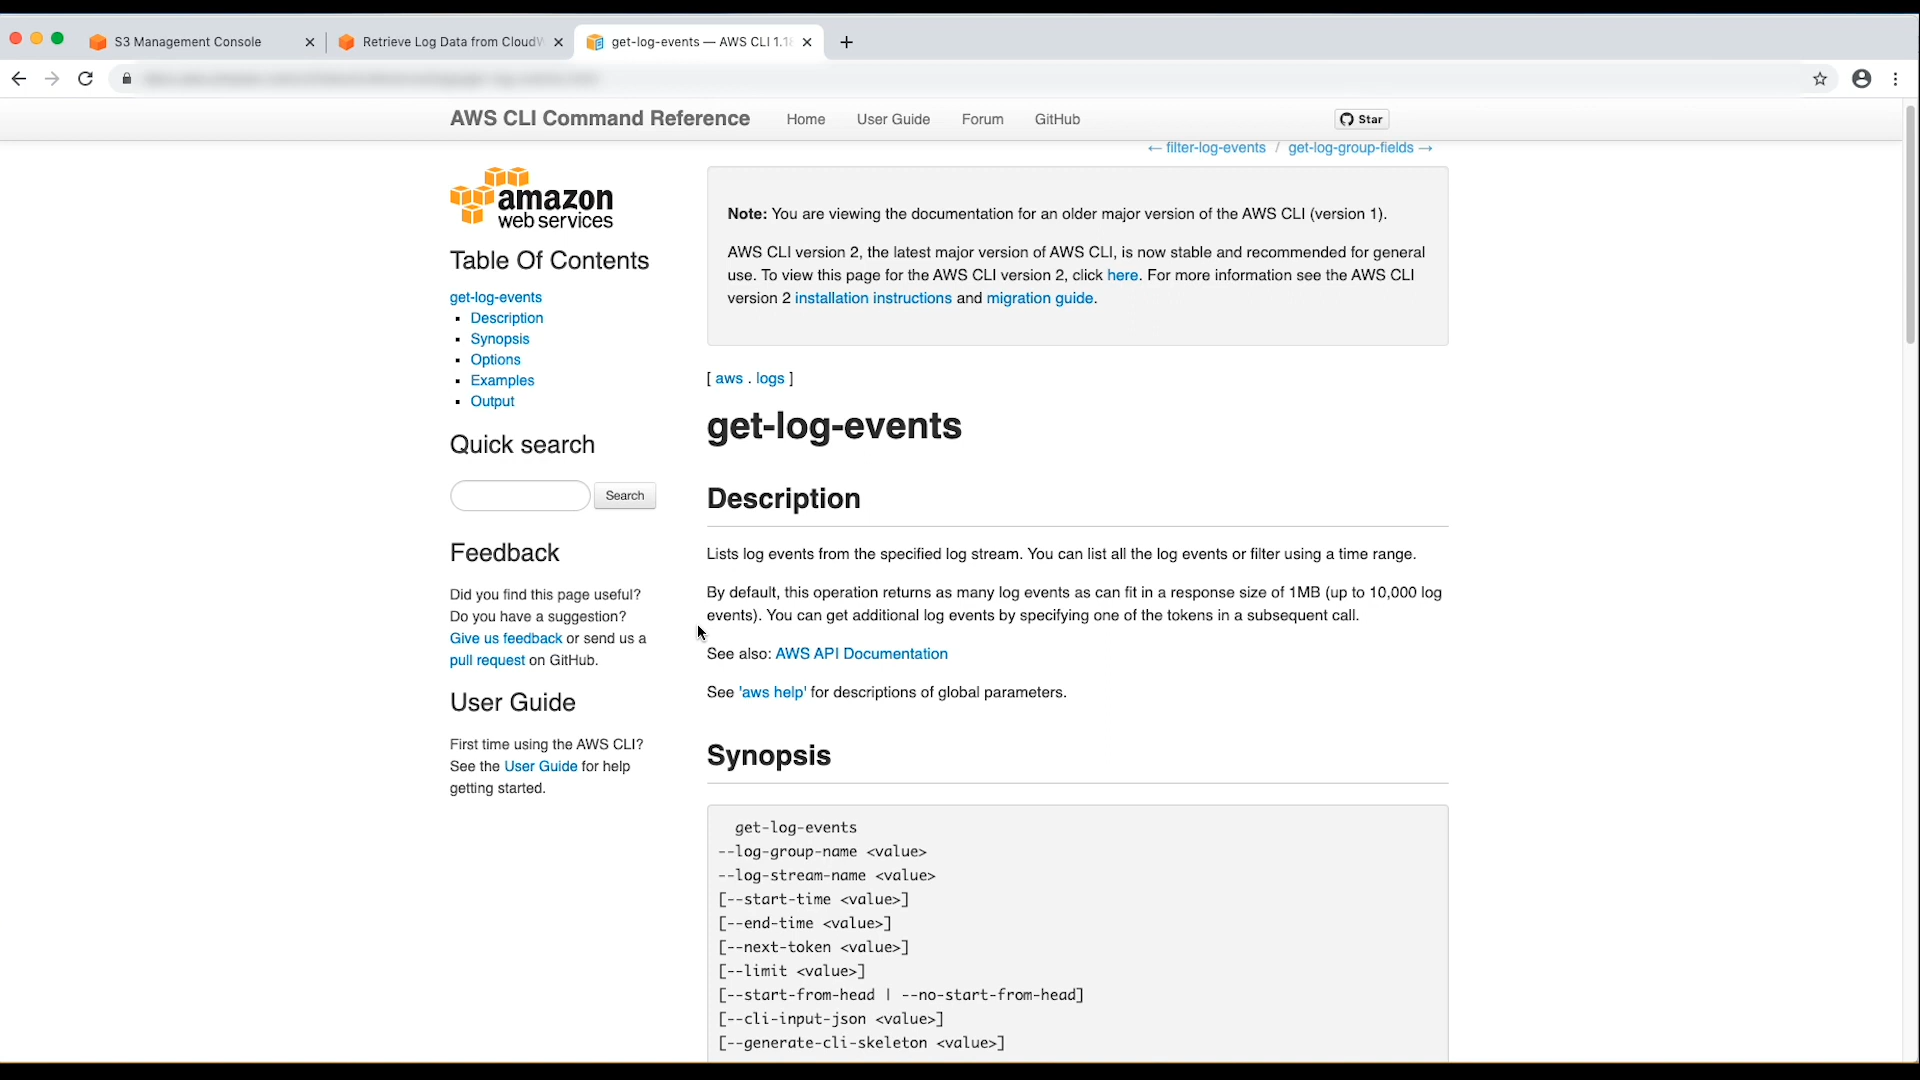 S3 Management Console
Retrieve Log Data from CloudW
get-log-events — AWS CLI 1.18
AWS CLI Command Reference
Home
User Guide
Forum
GitHub
Star
← filter-log-events / get-log-group-fields →
amazon
web services
Table Of Contents
get-log-events
Description
Synopsis
Options
Examples
Output
Quick search
Search
Feedback
Did you find this page useful?
Do you have a suggestion?
Give us feedback or send us a
pull request on GitHub.
User Guide
First time using the AWS CLI?
See the User Guide for help
getting started.
Note: You are viewing the documentation for an older major version of the AWS CLI (version 1).
AWS CLI version 2, the latest major version of AWS CLI, is now stable and recommended for general
use. To view this page for the AWS CLI version 2, click here. For more information see the AWS CLI
version 2 installation instructions and migration guide.
[ aws . logs ]
get-log-events
Description
Lists log events from the specified log stream. You can list all the log events or filter using a time range.
By default, this operation returns as many log events as can fit in a response size of 1MB (up to 10,000 log
events). You can get additional log events by specifying one of the tokens in a subsequent call.
See also: AWS API Documentation
See 'aws help' for descriptions of global parameters.
Synopsis
get-log-events
--log-group-name <value>
--log-stream-name <value>
[--start-time <value>]
[--end-time <value>]
[--next-token <value>]
[--limit <value>]
[--start-from-head | --no-start-from-head]
[--cli-input-json <value>]
[--generate-cli-skeleton <value>]